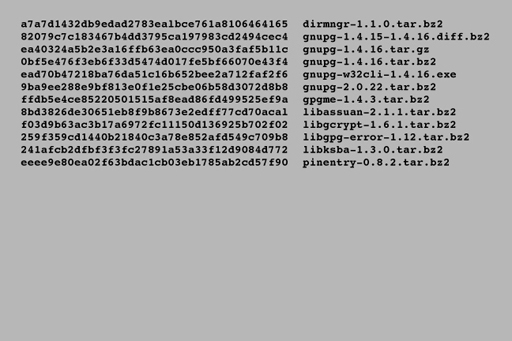 a7a7d1432db9edad2783ea1bce761a8106464165  dirmngr-1.1.0.tar.bz2
82079c7c183467b4dd3795ca197983cd2494cec4  gnupg-1.4.15-1.4.16.diff.bz2
ea40324a5b2e3a16ffb63ea0ccc950a3faf5b11c  gnupg-1.4.16.tar.gz
0bf5e476f3eb6f33d5474d017fe5bf66070e43f4  gnupg-1.4.16.tar.bz2
ead70b47218ba76da51c16b652bee2a712faf2f6  gnupg-w32cli-1.4.16.exe
9ba9ee288e9bf813e0f1e25cbe06b58d3072d8b8  gnupg-2.0.22.tar.bz2
ffdb5e4ce85220501515af8ead86fd499525ef9a  gpgme-1.4.3.tar.bz2
8bd3826de30651eb8f9b8673e2edff77cd70aca1  libassuan-2.1.1.tar.bz2
f03d9b63ac3b17a6972fc11150d136925b702f02  libgcrypt-1.6.1.tar.bz2
259f359cd1440b21840c3a78e852afd549c709b8  libgpg-error-1.12.tar.bz2
241afcb2dfbf3f3fc27891a53a33f12d9084d772  libksba-1.3.0.tar.bz2
eeee9e80ea02f63bdac1cb03eb1785ab2cd57f90  pinentry-0.8.2.tar.bz2